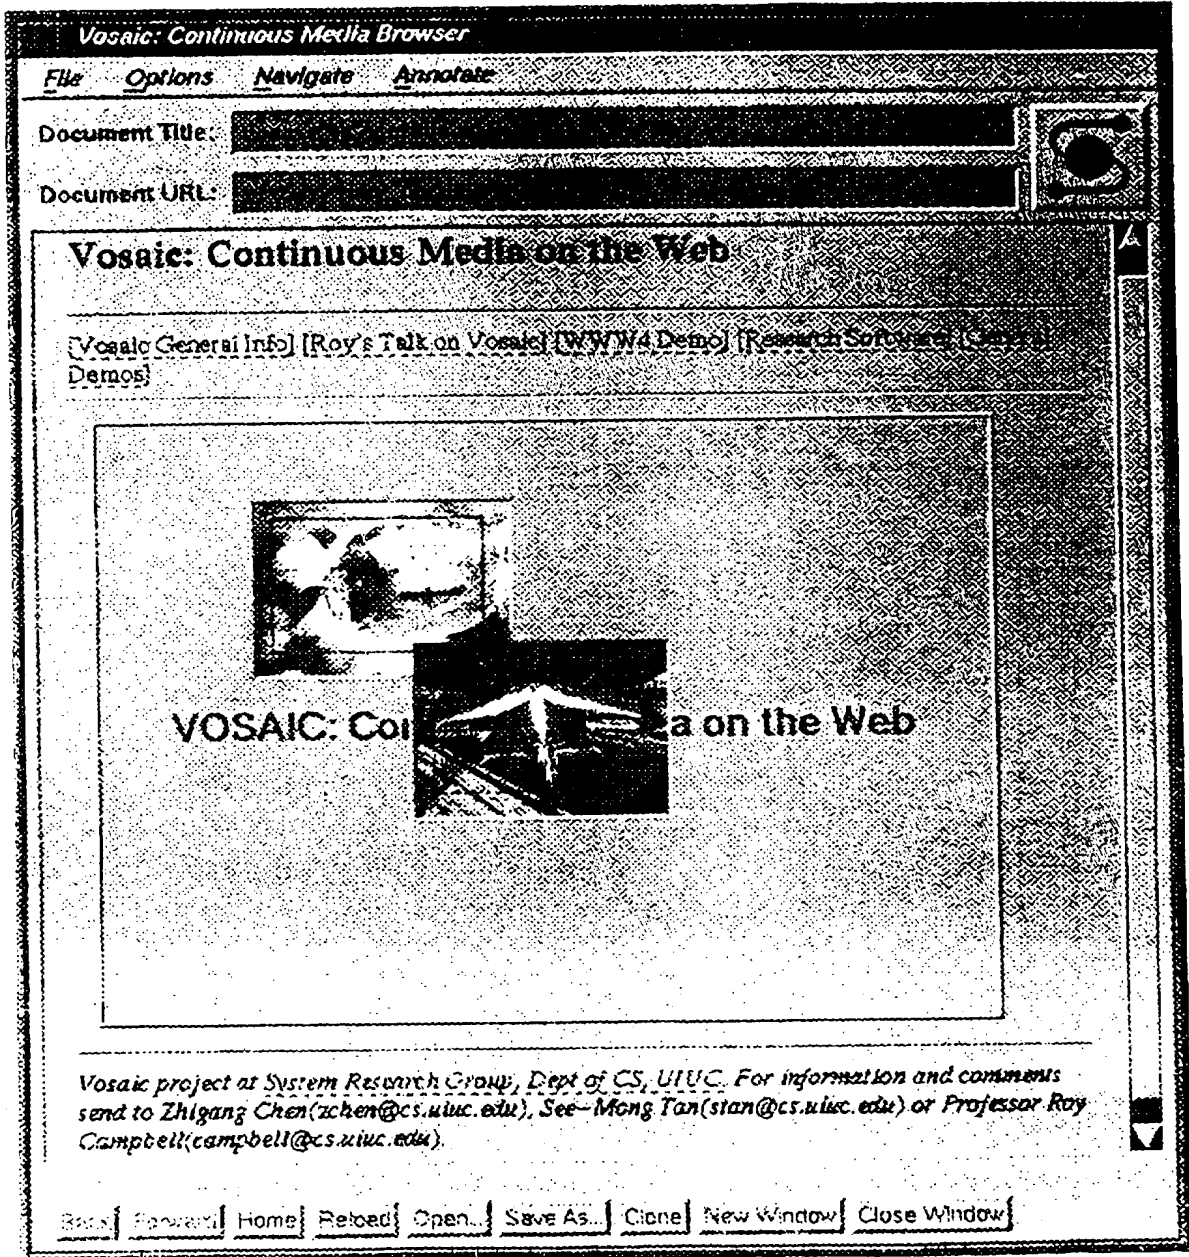 Vosaic: Continuous Media Browser
File Options Navigate Annotate
Document Title:
Document URL:
Vosaic: Continuous Media on the Web
[Vosaic General Info] [Roy's Talk on Vosaic] [WWW4 Demo] [Research Software] [General
Demos]
VOSAIC: Con a on the Web
Vosaic project at System Research Group, Dept of CS, UIUC. For information and comments
send to Zhigang Chen(zchen@cs.uiuc.edu), See-Mong Tan(stan@cs.uiuc.edu) or Professor Roy
Campbell(campbell@cs.uiuc.edu).
Back Forward Home Reload Open... Save As... Clone New Window Close Window